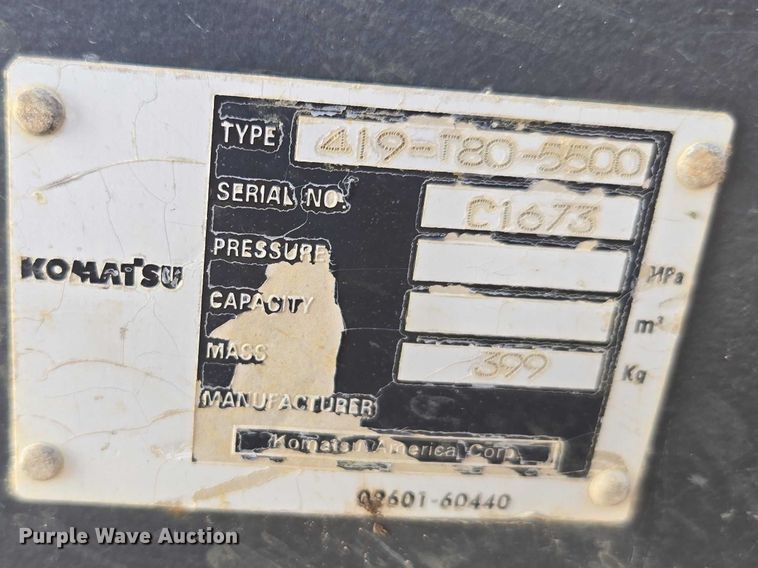 TYPE 419-T80-5500
SERIAL NO. C1673
KOMATSU
PRESSURE MPa
CAPACITY m³
MASS 399 Kg
MANUFACTURER
Komatsu America Corp.
09601-60440
Purple Wave Auction